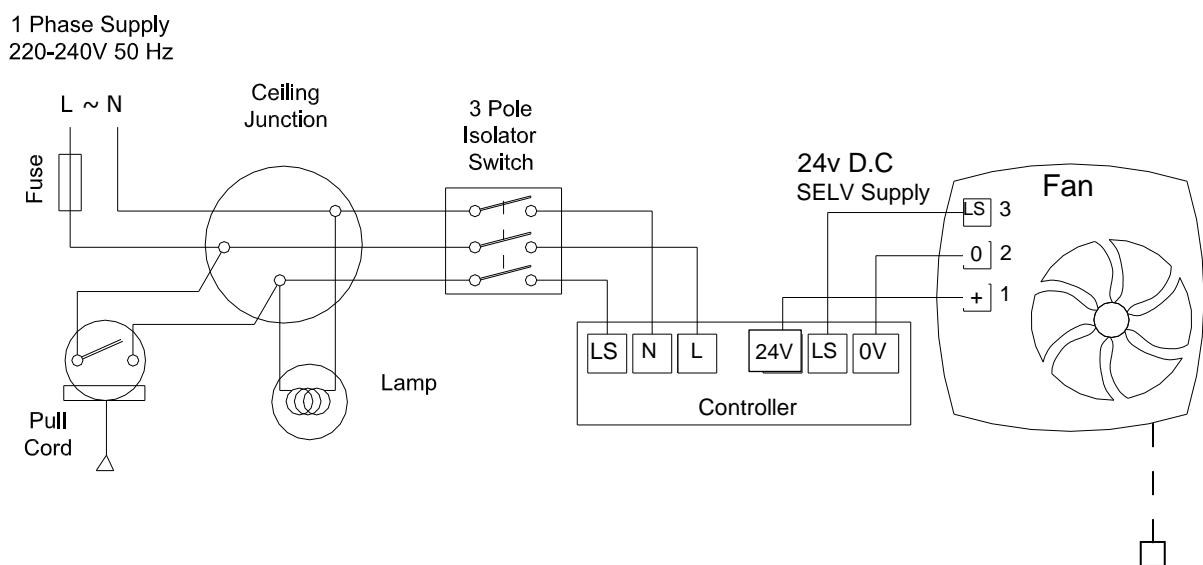 1 Phase Supply
220-240V 50 Hz
L ~ N
Fuse
Ceiling
Junction
3 Pole
Isolator
Switch
24v D.C
SELV Supply
Fan
LS 3
0 2
+ 1
LS N L 24V LS 0V
Controller
Lamp
Pull
Cord